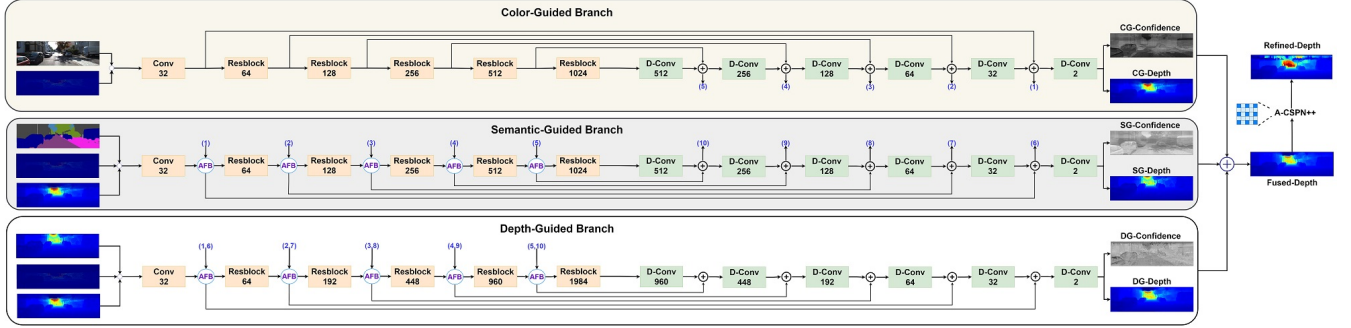 Color-Guided Branch
Conv
32
Resblock
64
Resblock
128
Resblock
256
Resblock
512
Resblock
1024
D-Conv
512
(5)
D-Conv
256
(4)
D-Conv
128
(3)
D-Conv
64
(2)
D-Conv
32
(1)
D-Conv
2
CG-Confidence
CG-Depth
Semantic-Guided Branch
Conv
32
(1)
AFB
Resblock
64
(2)
AFB
Resblock
128
(3)
AFB
Resblock
256
(4)
AFB
Resblock
512
(5)
AFB
Resblock
1024
D-Conv
512
(10)
D-Conv
256
(9)
D-Conv
128
(8)
D-Conv
64
(7)
D-Conv
32
(6)
D-Conv
2
SG-Confidence
SG-Depth
Depth-Guided Branch
Conv
32
(1,6)
AFB
Resblock
64
(2,7)
AFB
Resblock
192
(3,8)
AFB
Resblock
448
(4,9)
AFB
Resblock
960
(5,10)
AFB
Resblock
1984
D-Conv
960
D-Conv
448
D-Conv
192
D-Conv
64
D-Conv
32
D-Conv
2
DG-Confidence
DG-Depth
Refined-Depth
A-CSPN++
Fused-Depth